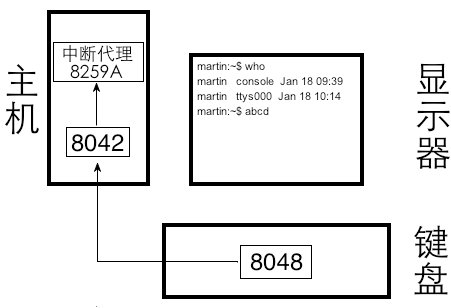 主机
中断代理
8259A
8042
martin:~$ who
martin console Jan 18 09:39
martin ttys000 Jan 18 10:14
martin:~$ abcd
显示器
8048
键盘